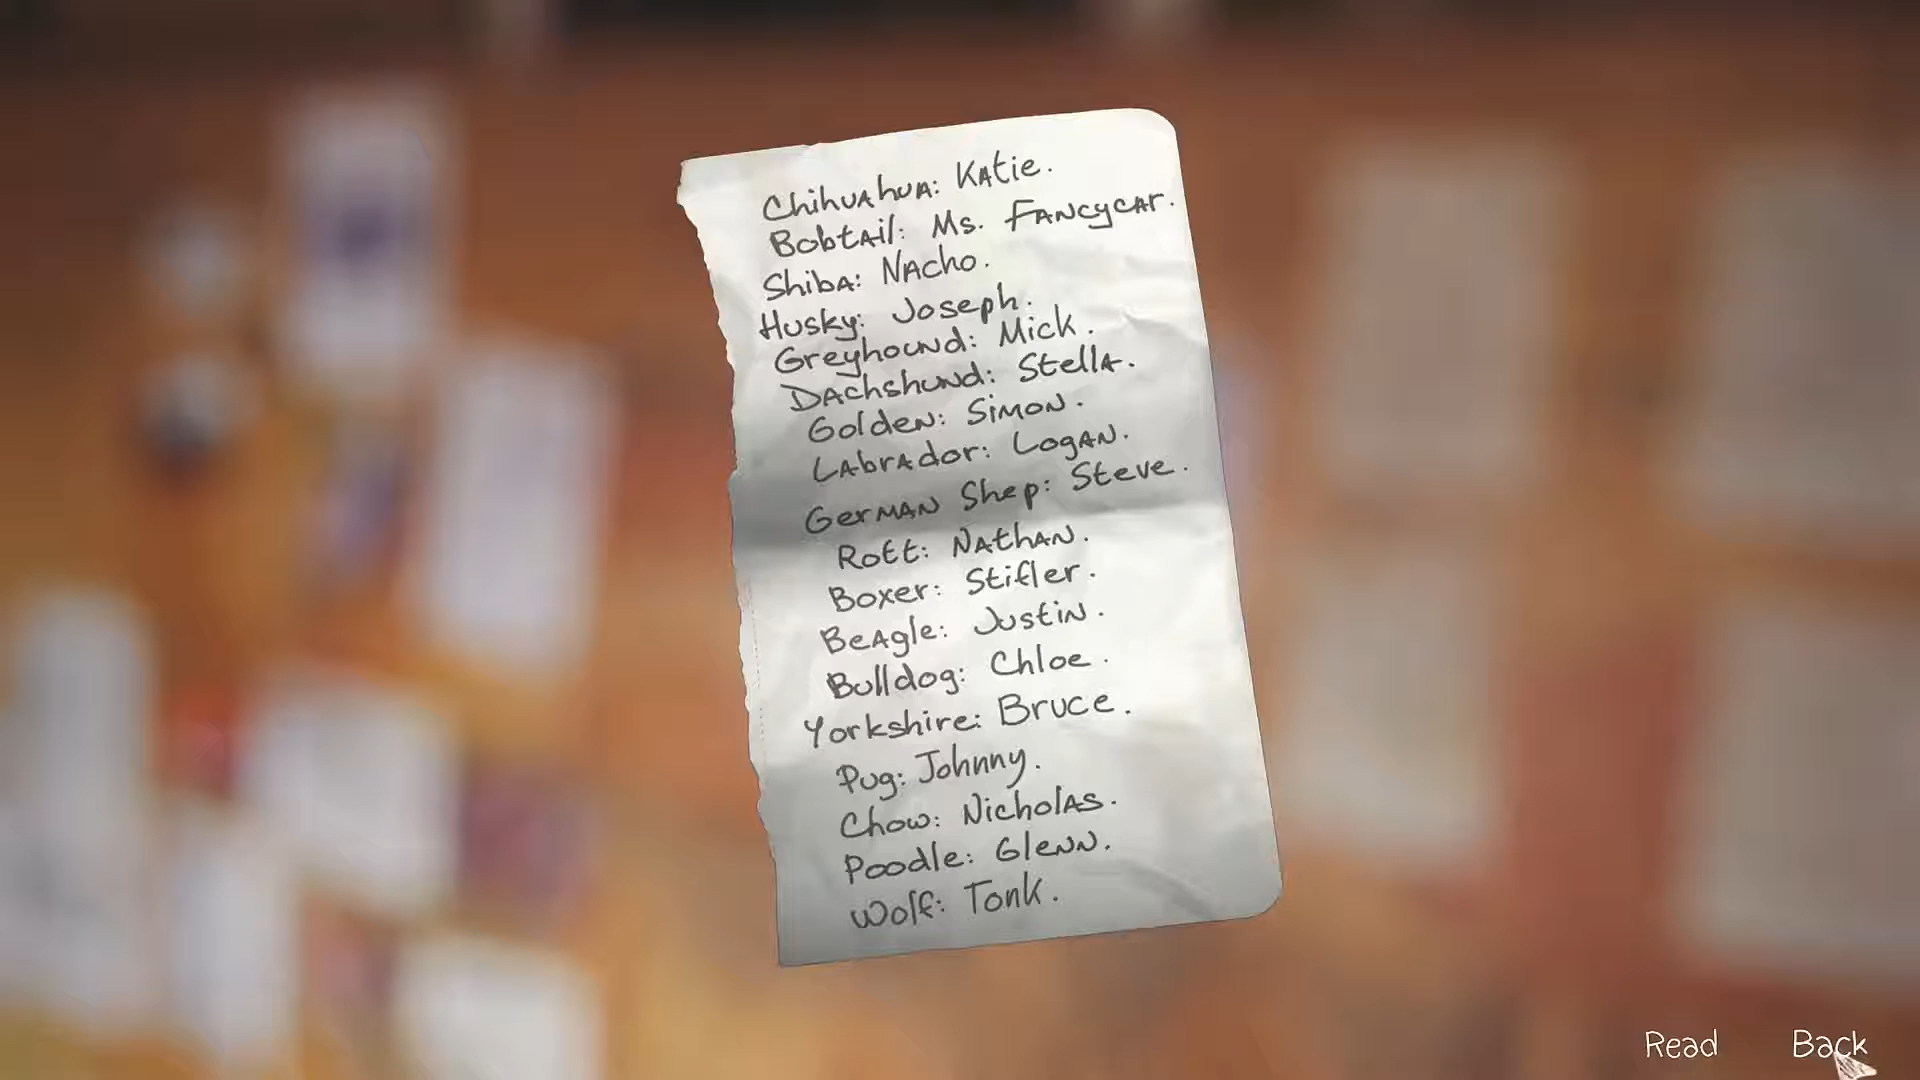 Chihuahua: Katie.
Bobtail: Ms. Fancycar.
Shiba: Nacho.
Husky: Joseph.
Greyhound: Mick.
Dachshund: Stella.
Golden: Simon.
Labrador: Logan.
German Shep: Steve.
Rott: Nathan.
Boxer: Stifler.
Beagle: Justin.
Bulldog: Chloe.
Yorkshire: Bruce.
Pug: Johnny.
Chow: Nicholas.
Poodle: Glenn.
Wolf: Tonk.
Read Back